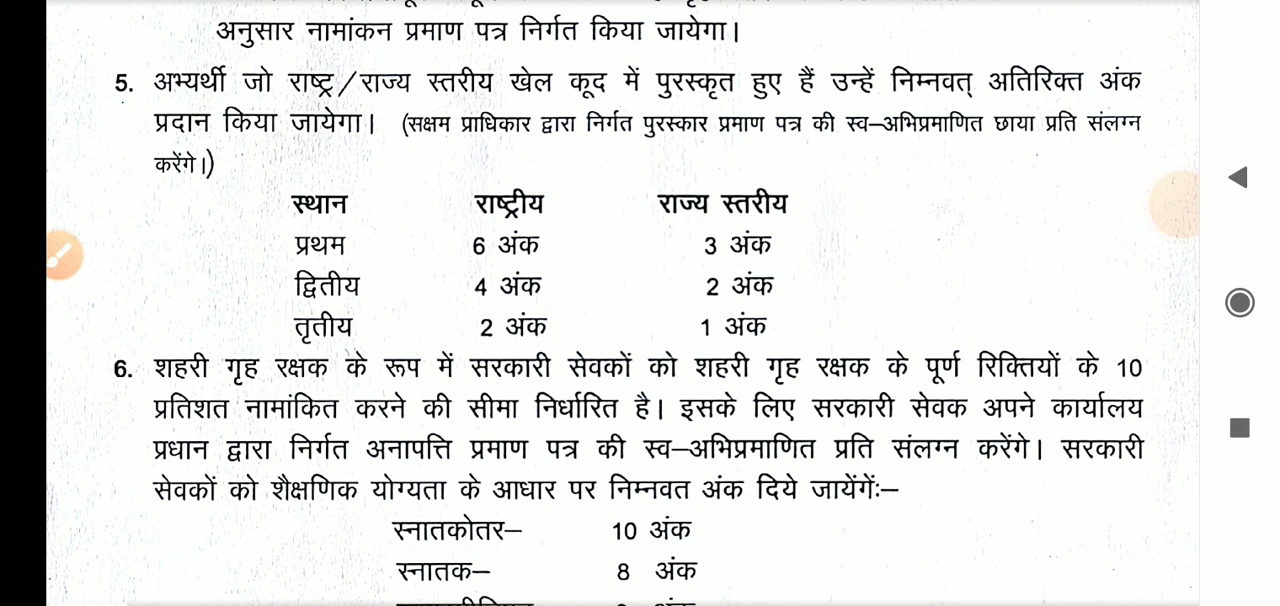 अनुसार नामांकन प्रमाण पत्र निर्गत किया जायेगा।
5. अभ्यर्थी जो राष्ट्र/राज्य स्तरीय खेल कूद में पुरस्कृत हुए हैं उन्हें निम्नवत् अतिरिक्त अंक
प्रदान किया जायेगा। (सक्षम प्राधिकार द्वारा निर्गत पुरस्कार प्रमाण पत्र की स्व–अभिप्रमाणित छाया प्रति संलग्न
करेंगे।)
स्थान राष्ट्रीय राज्य स्तरीय
प्रथम 6 अंक 3 अंक
द्वितीय 4 अंक 2 अंक
तृतीय 2 अंक 1 अंक
6. शहरी गृह रक्षक के रूप में सरकारी सेवकों को शहरी गृह रक्षक के पूर्ण रिक्तियों के 10
प्रतिशत नामांकित करने की सीमा निर्धारित है। इसके लिए सरकारी सेवक अपने कार्यालय
प्रधान द्वारा निर्गत अनापत्ति प्रमाण पत्र की स्व–अभिप्रमाणित प्रति संलग्न करेंगे। सरकारी
सेवकों को शैक्षणिक योग्यता के आधार पर निम्नवत अंक दिये जायेंगेंः–
स्नातकोतर– 10 अंक
स्नातक– 8 अंक